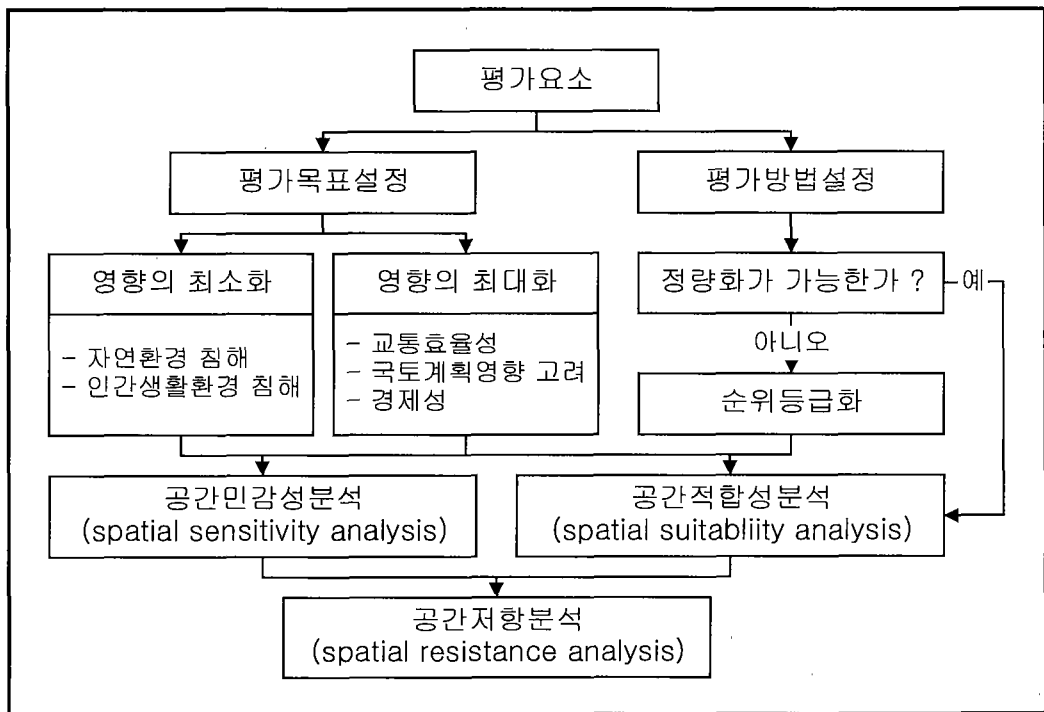 평가요소
평가목표설정
평가방법설정
영향의 최소화
- 자연환경 침해
- 인간생활환경 침해
영향의 최대화
- 교통효율성
- 국토계획영향 고려
- 경제성
정량화가 가능한가 ?
예
아니오
순위등급화
공간민감성분석
(spatial sensitivity analysis)
공간적합성분석
(spatial suitabliity analysis)
공간저항분석
(spatial resistance analysis)